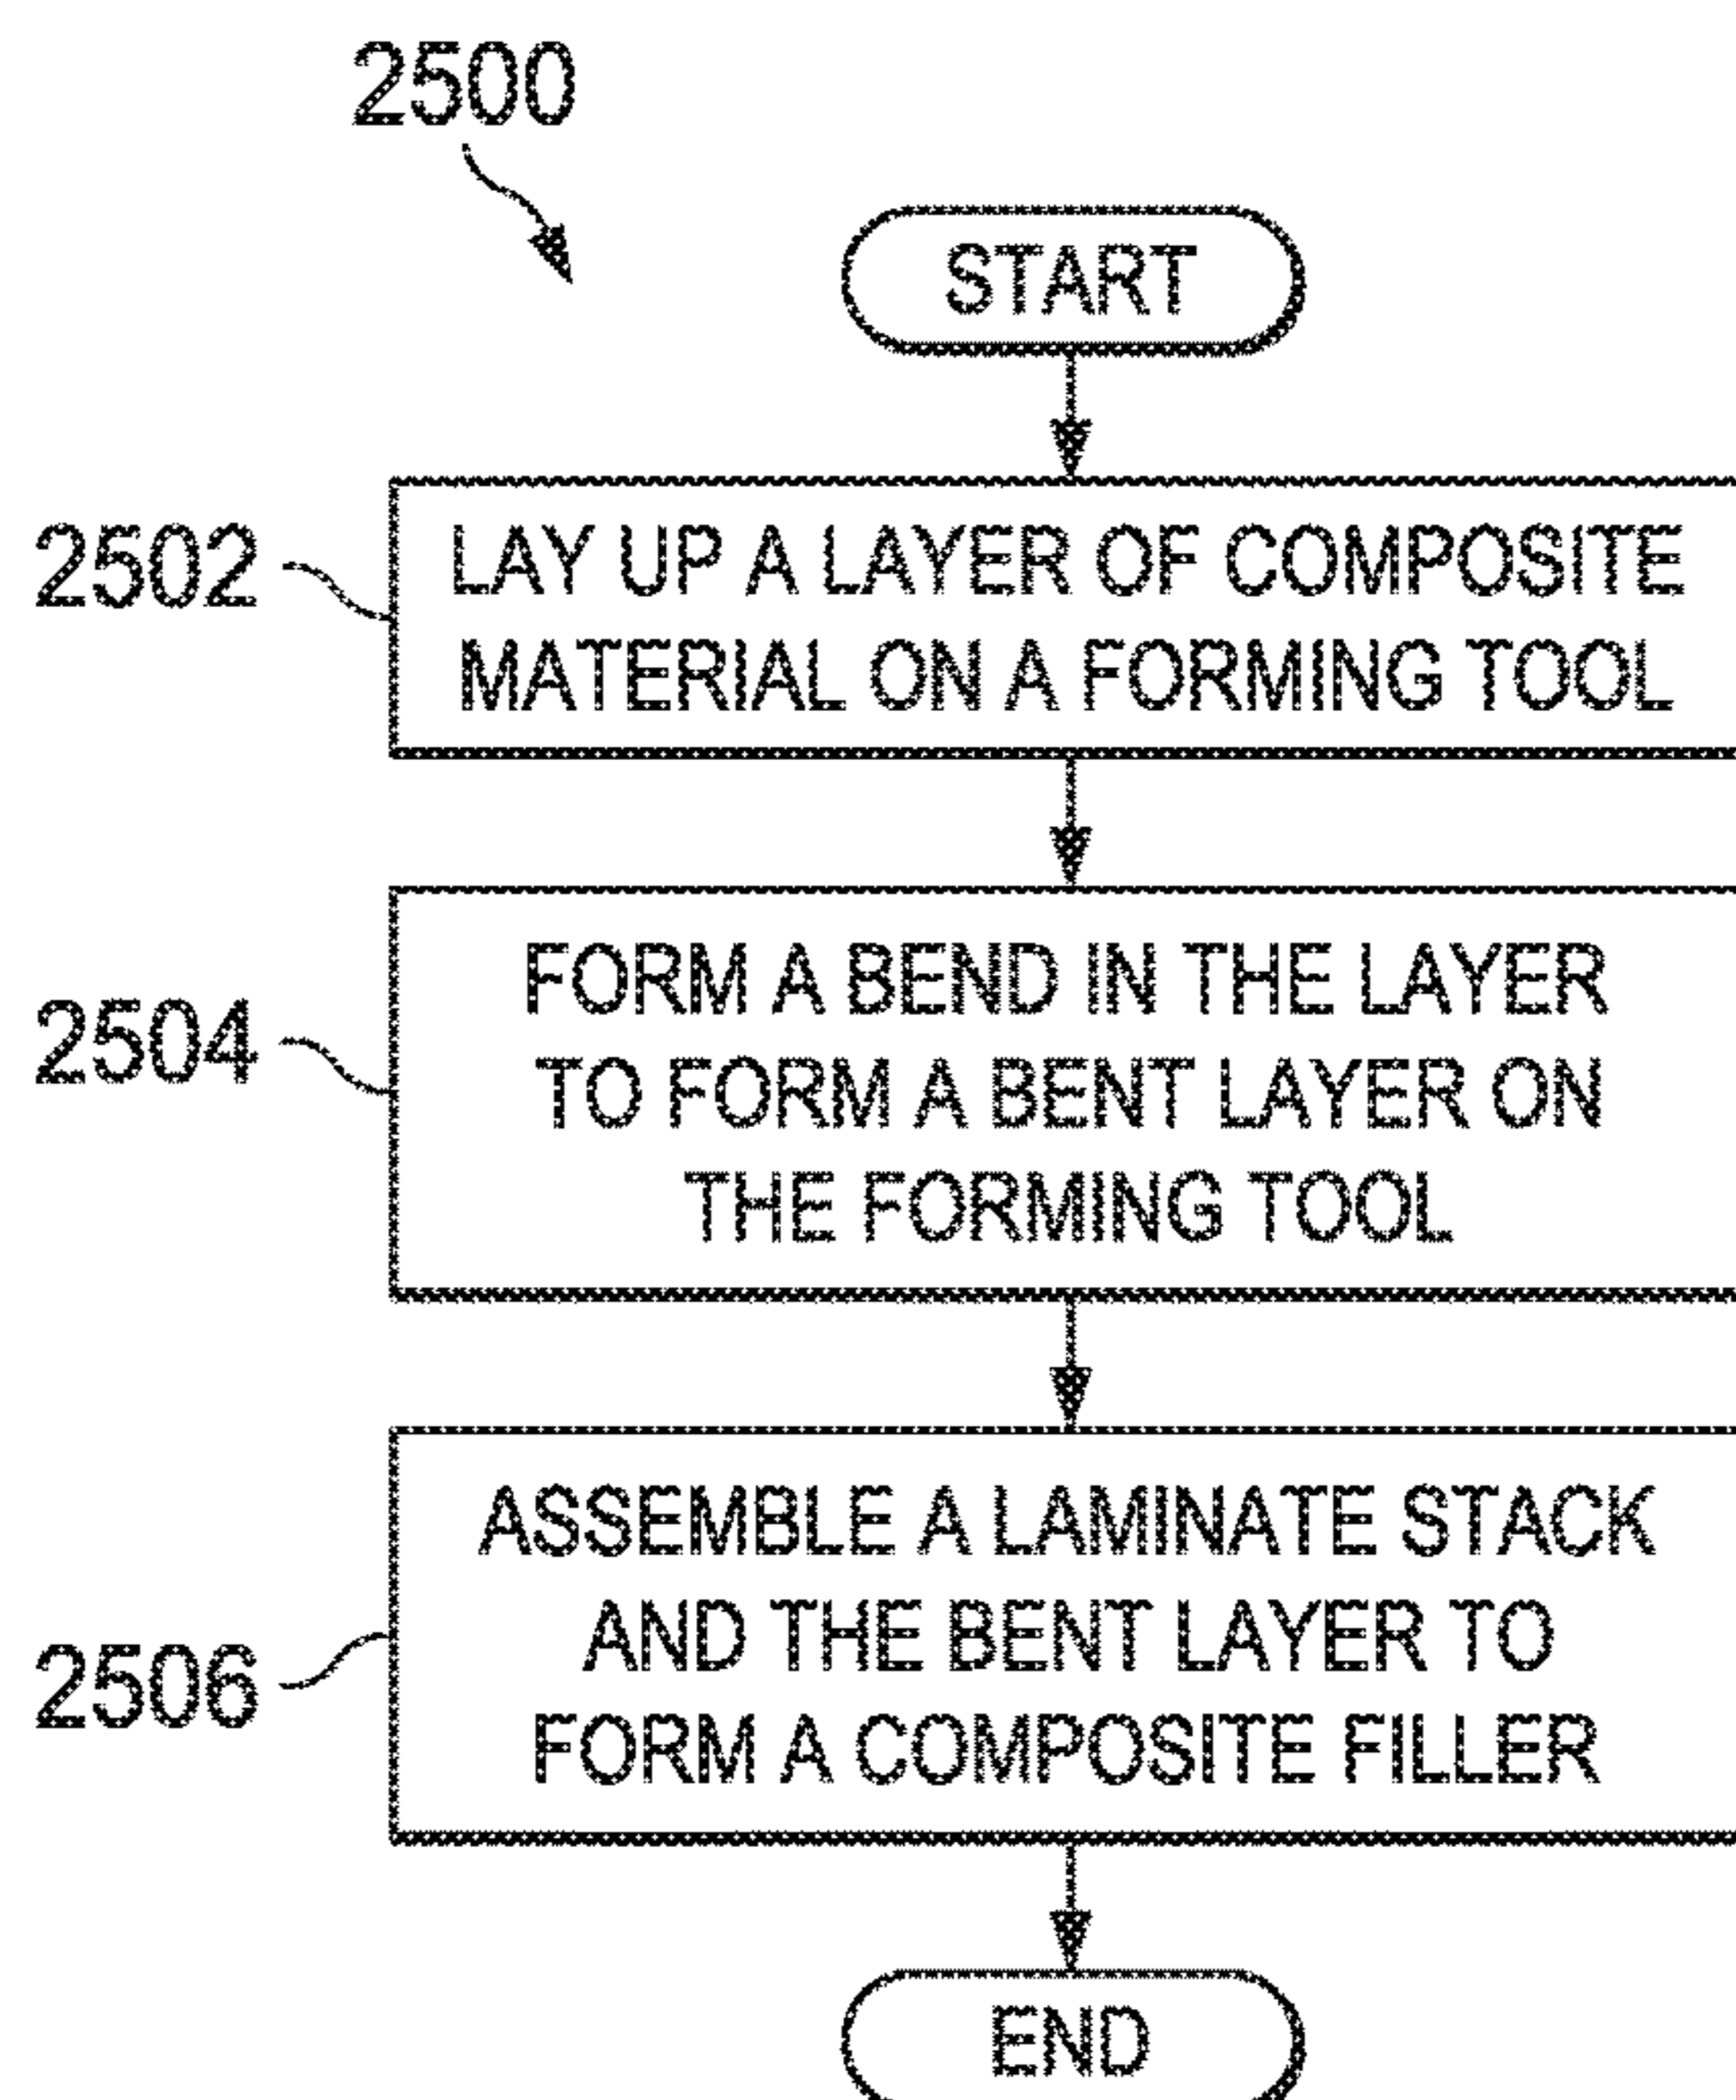 2500
START
2502
LAY UP A LAYER OF COMPOSITE
MATERIAL ON A FORMING TOOL
2504
FORM A BEND IN THE LAYER
TO FORM A BENT LAYER ON
THE FORMING TOOL
2506
ASSEMBLE A LAMINATE STACK
AND THE BENT LAYER TO
FORM A COMPOSITE FILLER
END